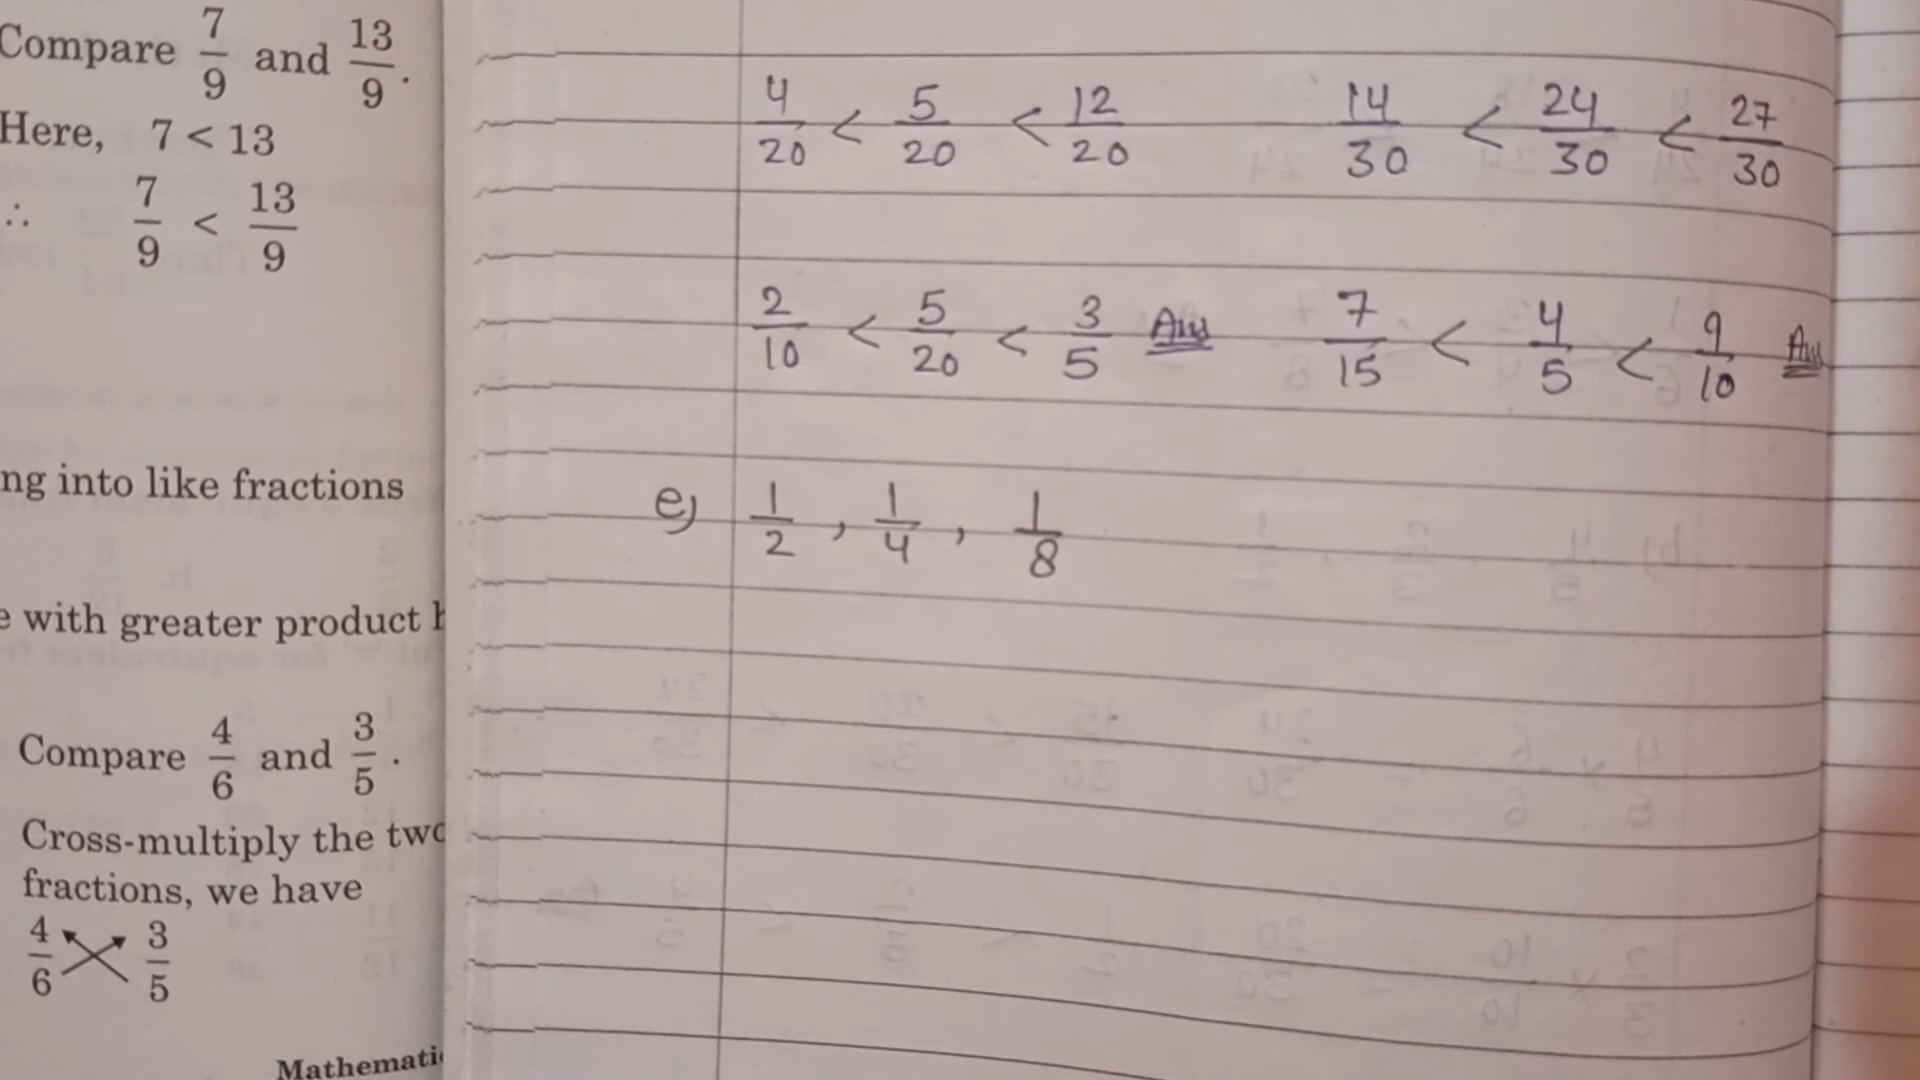 Compare 7/9 and 13/9.
Here, 7 < 13
∴ 7/9 < 13/9
ng into like fractions
e with greater product h
Compare 4/6 and 3/5.
Cross-multiply the two
fractions, we have
4/6 3/5
Mathemati
4/20 < 5/20 < 12/20 14/30 < 24/30 < 27/30
2/10 < 5/20 < 3/5 Ans 7/15 < 4/5 < 9/10 Ans
e) 1/2 , 1/4 , 1/8